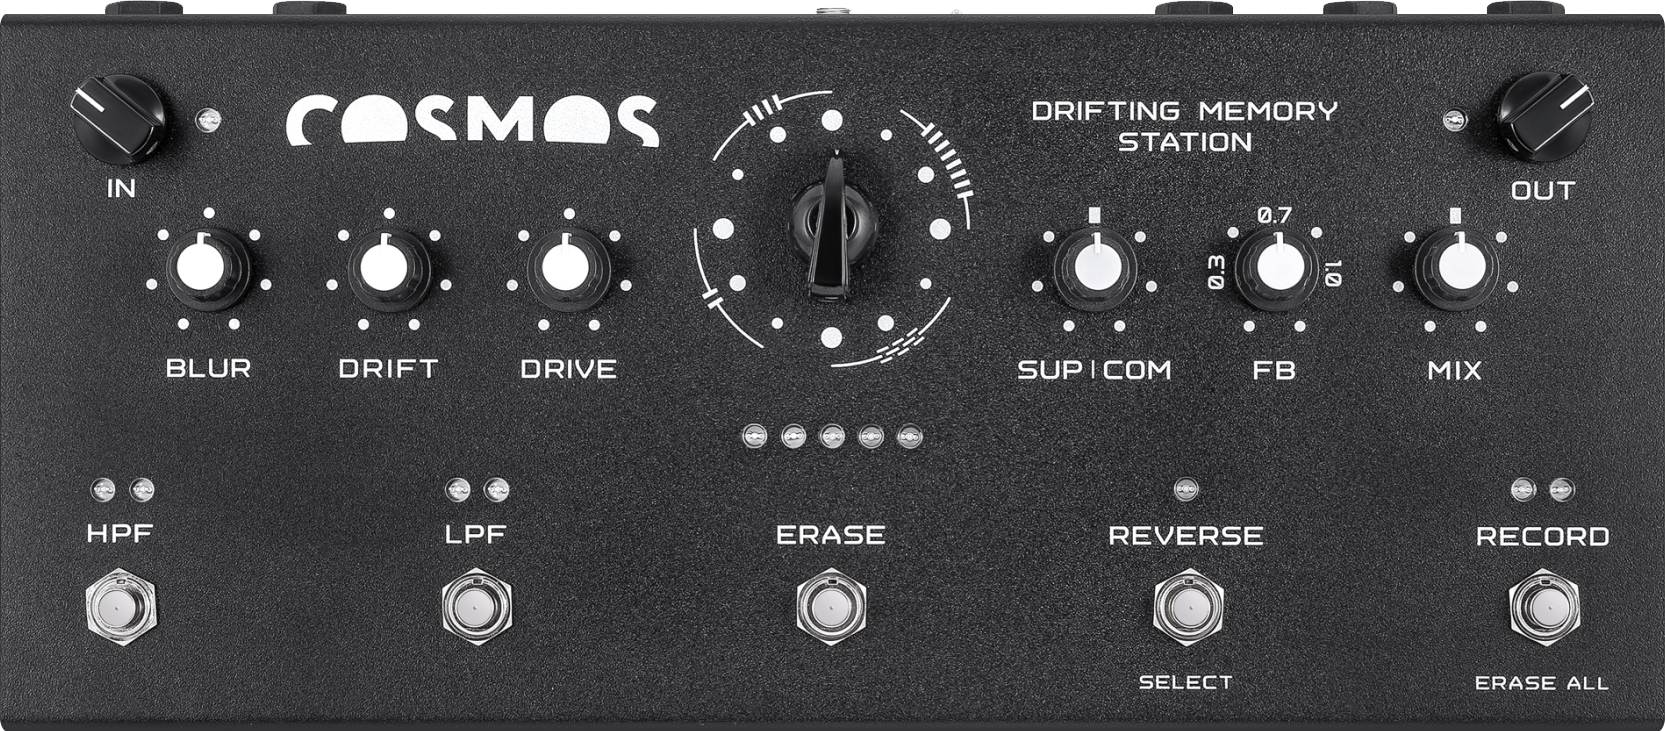 COSMOS
DRIFTING MEMORY
STATION
IN
OUT
0.7
0.3
1.0
BLUR
DRIFT
DRIVE
SUP|COM
FB
MIX
HPF
LPF
ERASE
REVERSE
RECORD
SELECT
ERASE ALL